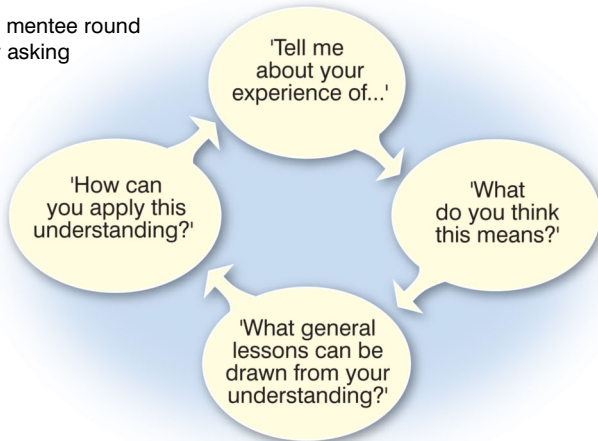 mentee round
asking
'Tell me
about your
experience of...'
'What
do you think
this means?'
'What general
lessons can be
drawn from your
understanding?'
'How can
you apply this
understanding?'